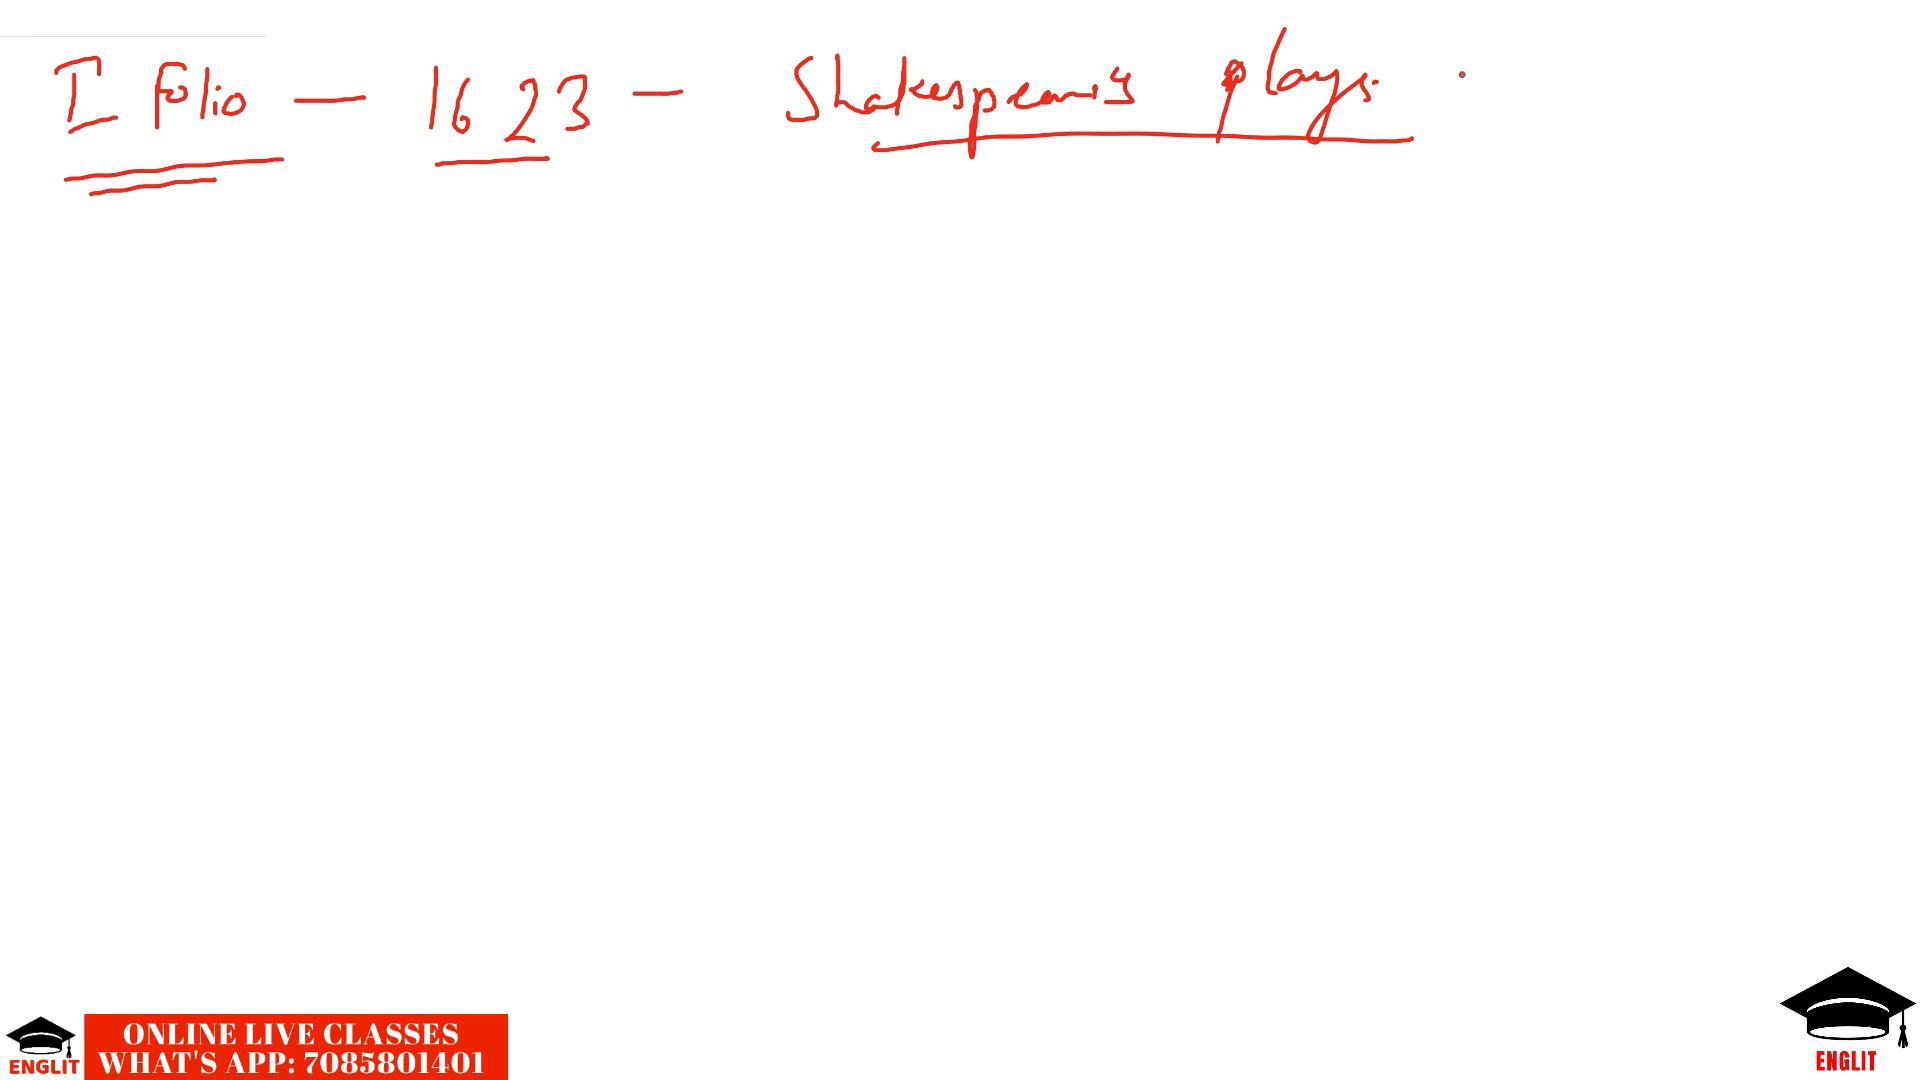 I Folio — 1623 — Shakespeare's plays.
ONLINE LIVE CLASSES
WHAT'S APP: 7085801401
ENGLIT
ENGLIT